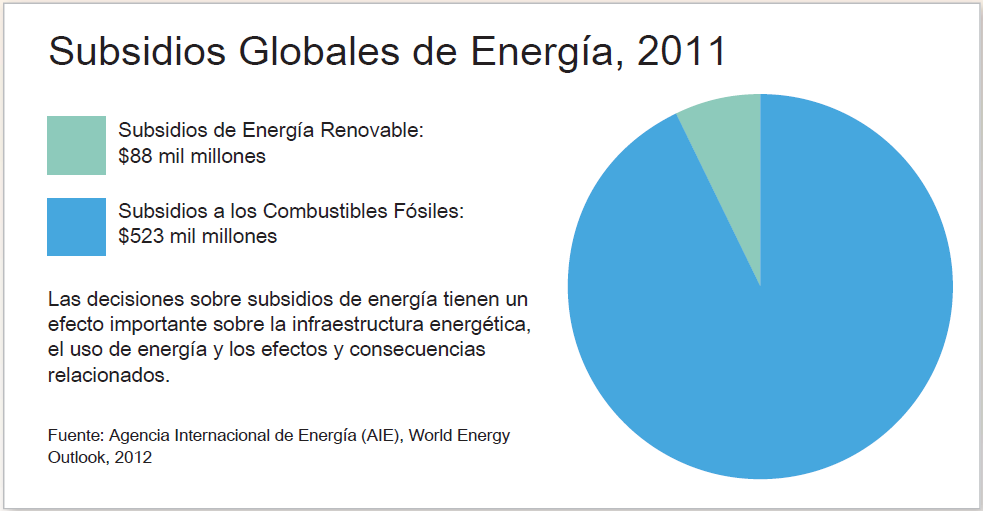 Subsidios Globales de Energía, 2011
Subsidios de Energía Renovable:
$88 mil millones
Subsidios a los Combustibles Fósiles:
$523 mil millones
Las decisiones sobre subsidios de energía tienen un
efecto importante sobre la infraestructura energética,
el uso de energía y los efectos y consecuencias
relacionados.
Fuente: Agencia Internacional de Energía (AIE), World Energy
Outlook, 2012